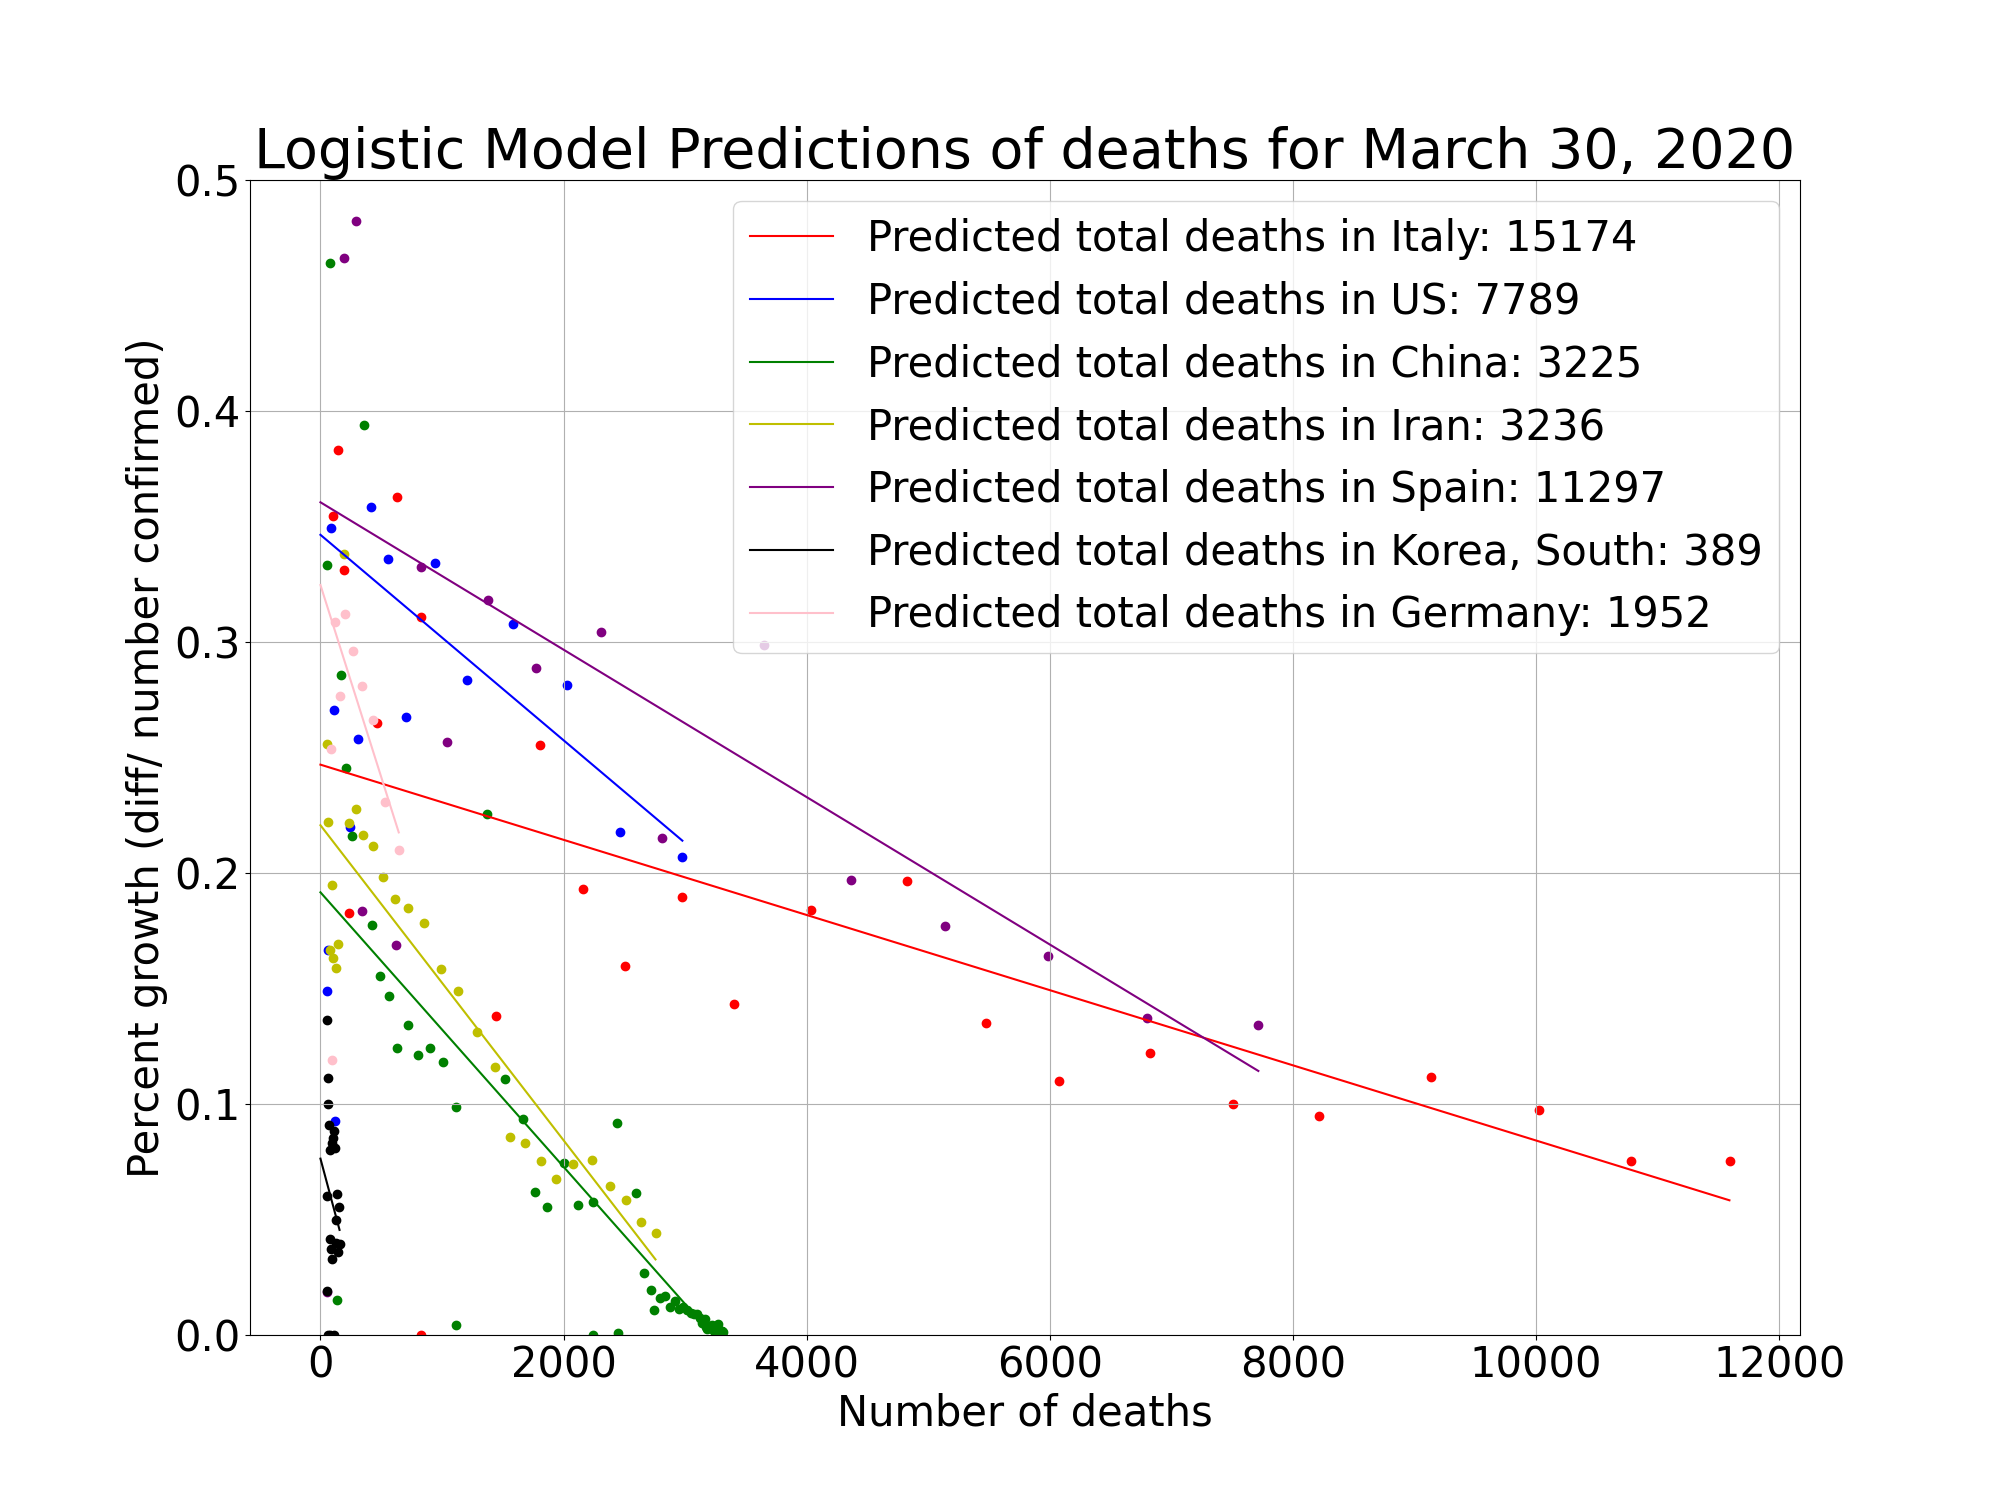 Logistic Model Predictions of deaths for March 30, 2020
0.5
0.4
0.3
0.2
0.1
0.0
Percent growth (diff/ number confirmed)
Predicted total deaths in Italy: 15174
Predicted total deaths in US: 7789
Predicted total deaths in China: 3225
Predicted total deaths in Iran: 3236
Predicted total deaths in Spain: 11297
Predicted total deaths in Korea, South: 389
Predicted total deaths in Germany: 1952
0 2000 4000 6000 8000 10000 12000
Number of deaths